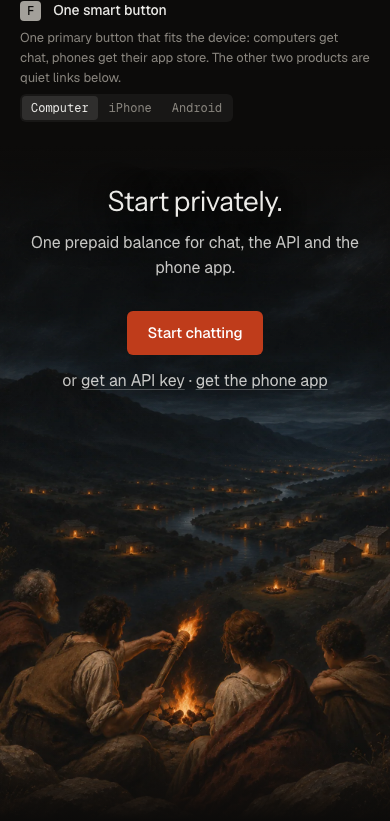 F One smart button
One primary button that fits the device: computers get
chat, phones get their app store. The other two products are
quiet links below.
Computer iPhone Android
Start privately.
One prepaid balance for chat, the API and the
phone app.
Start chatting
or get an API key · get the phone app